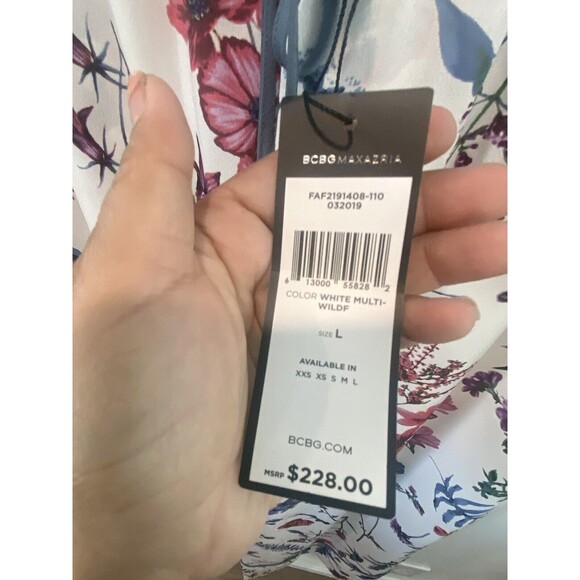 BCBGMAXAZRIA
FAF2191408-110
032019
6 13000 55828 2
COLOR WHITE MULTI-
WILDF
SIZE L
AVAILABLE IN
XXS XS S M L
BCBG.COM
MSRP $228.00